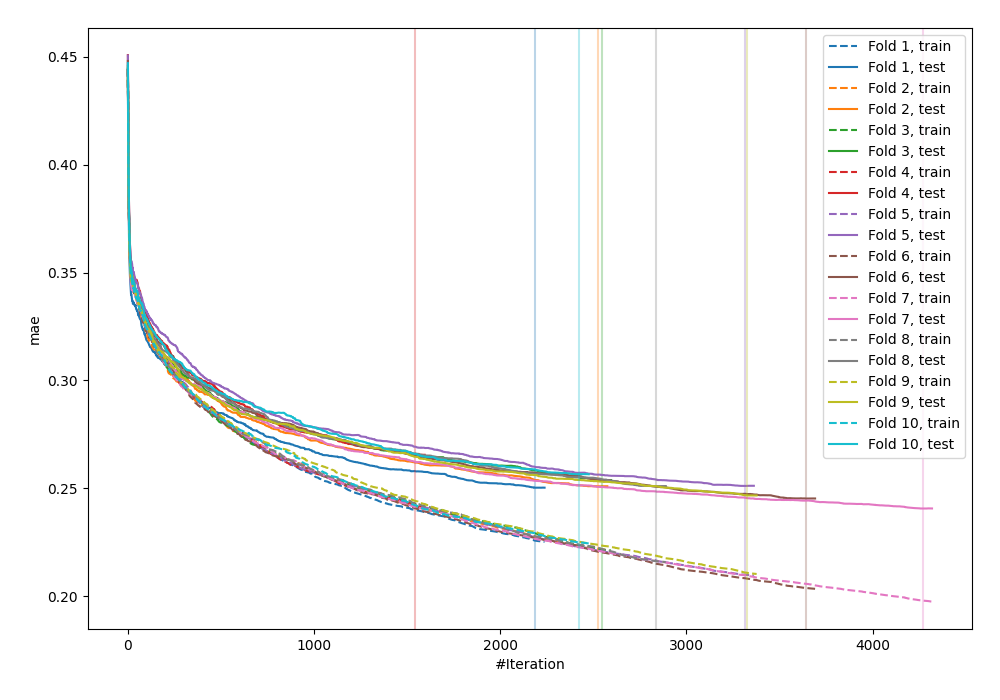 0.45
0.40
0.35
0.30
0.25
0.20
mae
0
1000
2000
3000
4000
#Iteration
Fold 1, train
Fold 1, test
Fold 2, train
Fold 2, test
Fold 3, train
Fold 3, test
Fold 4, train
Fold 4, test
Fold 5, train
Fold 5, test
Fold 6, train
Fold 6, test
Fold 7, train
Fold 7, test
Fold 8, train
Fold 8, test
Fold 9, train
Fold 9, test
Fold 10, train
Fold 10, test